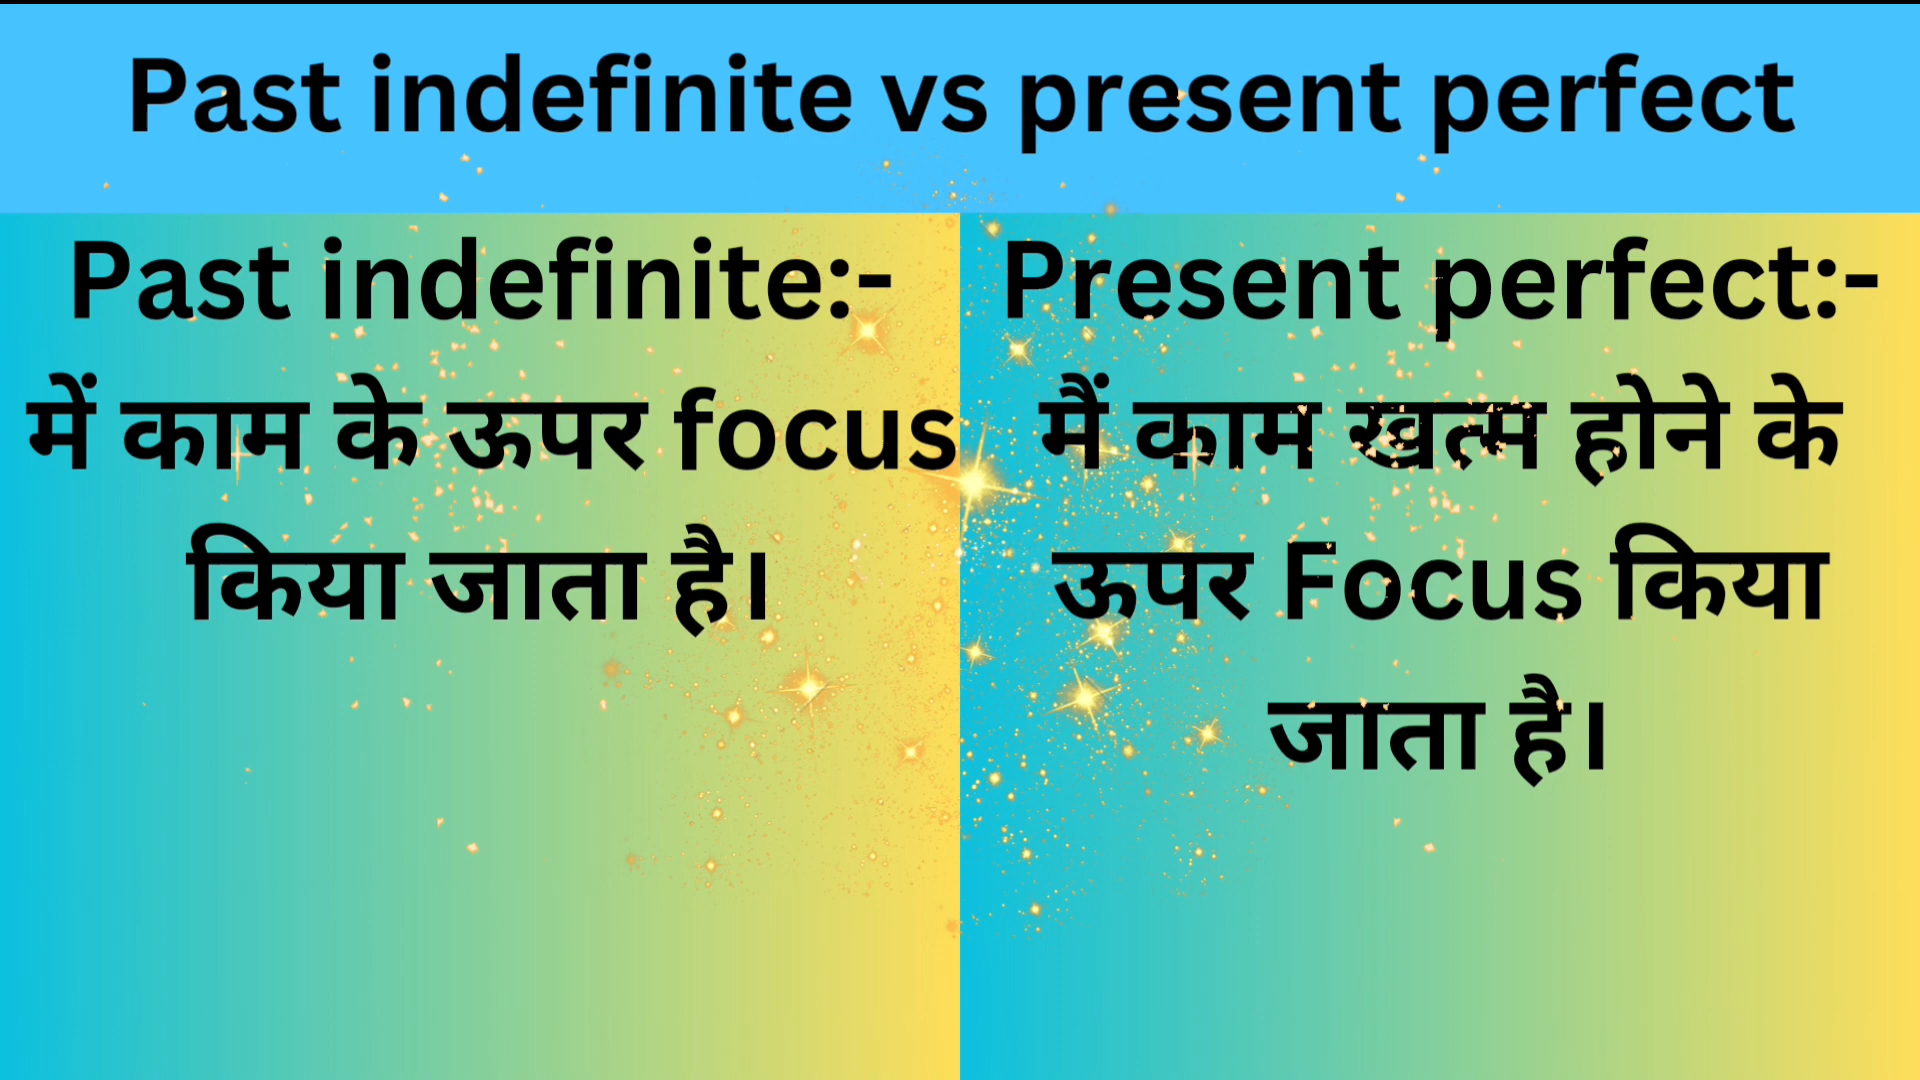 Past indefinite vs present perfect
Past indefinite:-
में काम के ऊपर focus
किया जाता है।
Present perfect:-
मैं काम खत्म होने के
ऊपर Focus किया
जाता है।